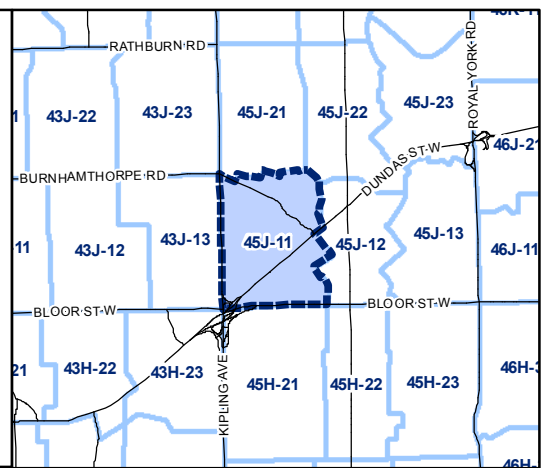 RATHBURN RD
ROYAL YORK RD
43J-22
43J-23
45J-21
45J-22
45J-23
46J-21
DUNDAS ST W
BURNHAMTHORPE RD
11
43J-12
43J-13
45J-11
45J-12
45J-13
46J-11
BLOOR ST W
BLOOR ST W
21
43H-22
43H-23
KIPLING AVE
45H-21
45H-22
45H-23